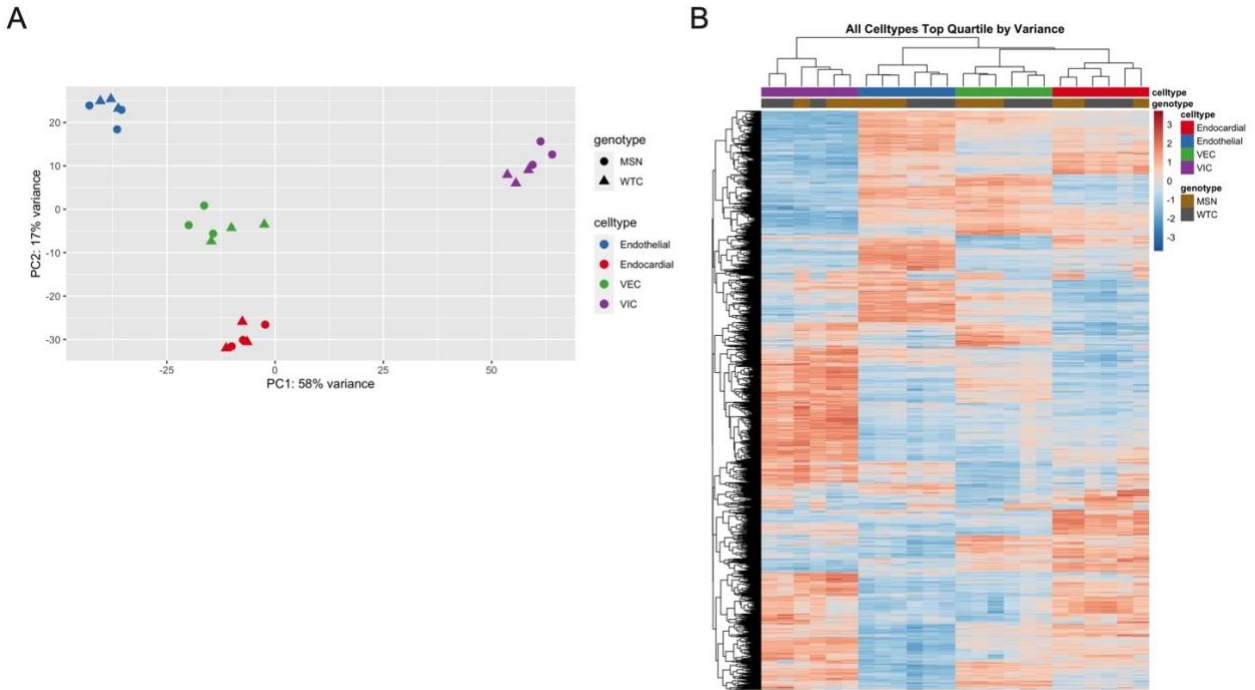 A
20
10
0
-10
-20
-30
PC2: 17% variance
-25
0
25
50
PC1: 58% variance
genotype
MSN
WTC
celltype
Endothelial
Endocardial
VEC
VIC
B
All Celltypes Top Quartile by Variance
celltype
genotype
3
2
1
0
-1
-2
-3
celltype
Endocardial
Endothelial
VEC
VIC
genotype
MSN
WTC